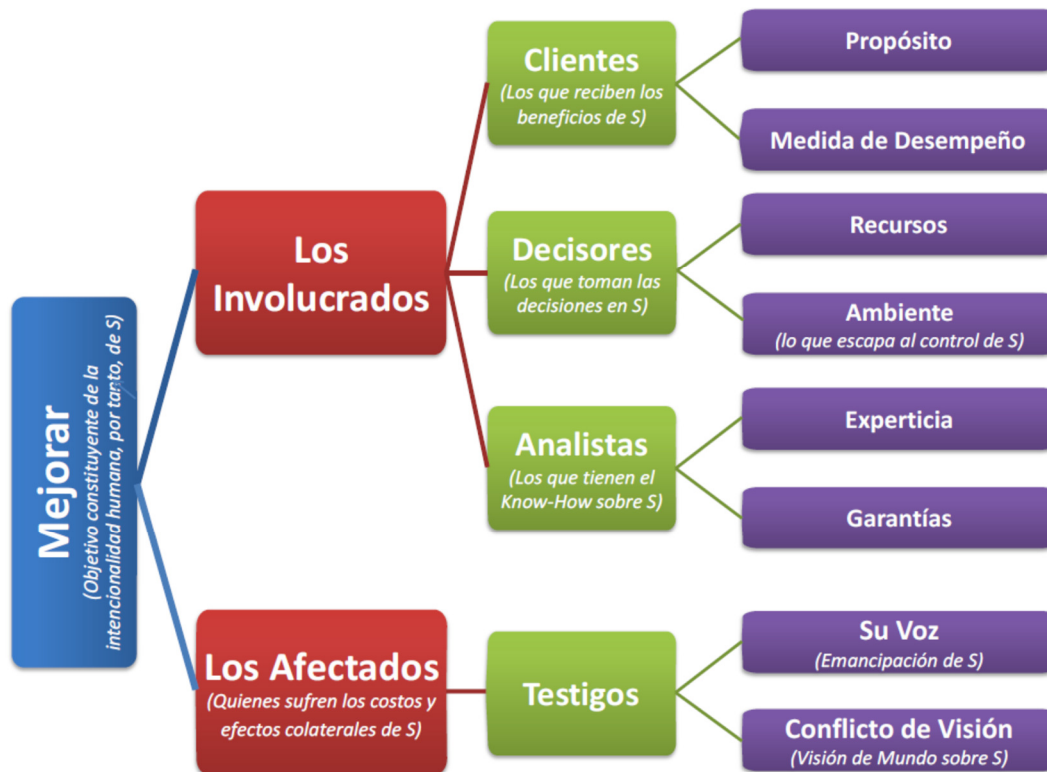 Mejorar
(Objetivo constituyente de la
intencionalidad humana, por tanto, de S)
Los
Involucrados
Clientes
(Los que reciben los
beneficios de S)
Propósito
Medida de Desempeño
Decisores
(Los que toman las
decisiones en S)
Recursos
Ambiente
(lo que escapa al control de S)
Analistas
(Los que tienen el
Know-How sobre S)
Experticia
Garantías
Los Afectados
(Quienes sufren los costos y
efectos colaterales de S)
Testigos
Su Voz
(Emancipación de S)
Conflicto de Visión
(Visión de Mundo sobre S)